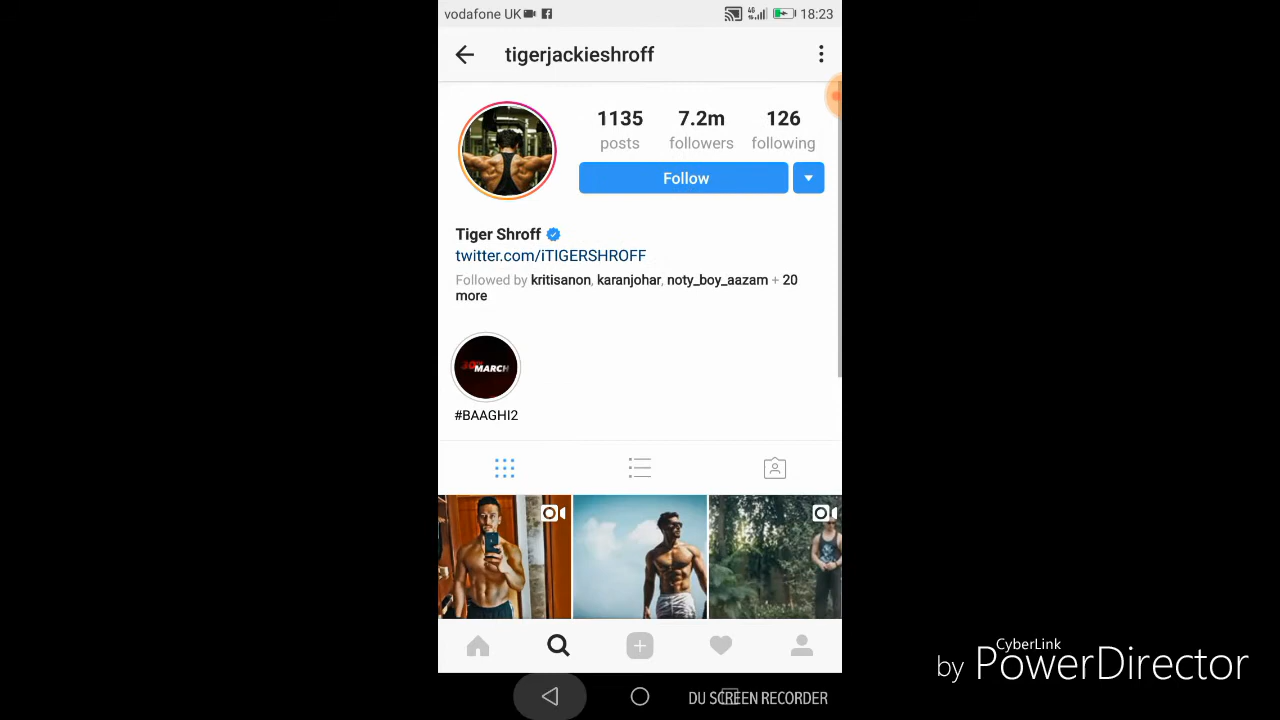 vodafone UK 4G 18:23
tigerjackieshroff
1135 7.2m 126
posts followers following
Follow
Tiger Shroff
twitter.com/iTIGERSHROFF
Followed by kritisanon, karanjohar, noty_boy_aazam + 20
more
MARCH
#BAAGHI2
CyberLink
by PowerDirector
DU SCREEN RECORDER